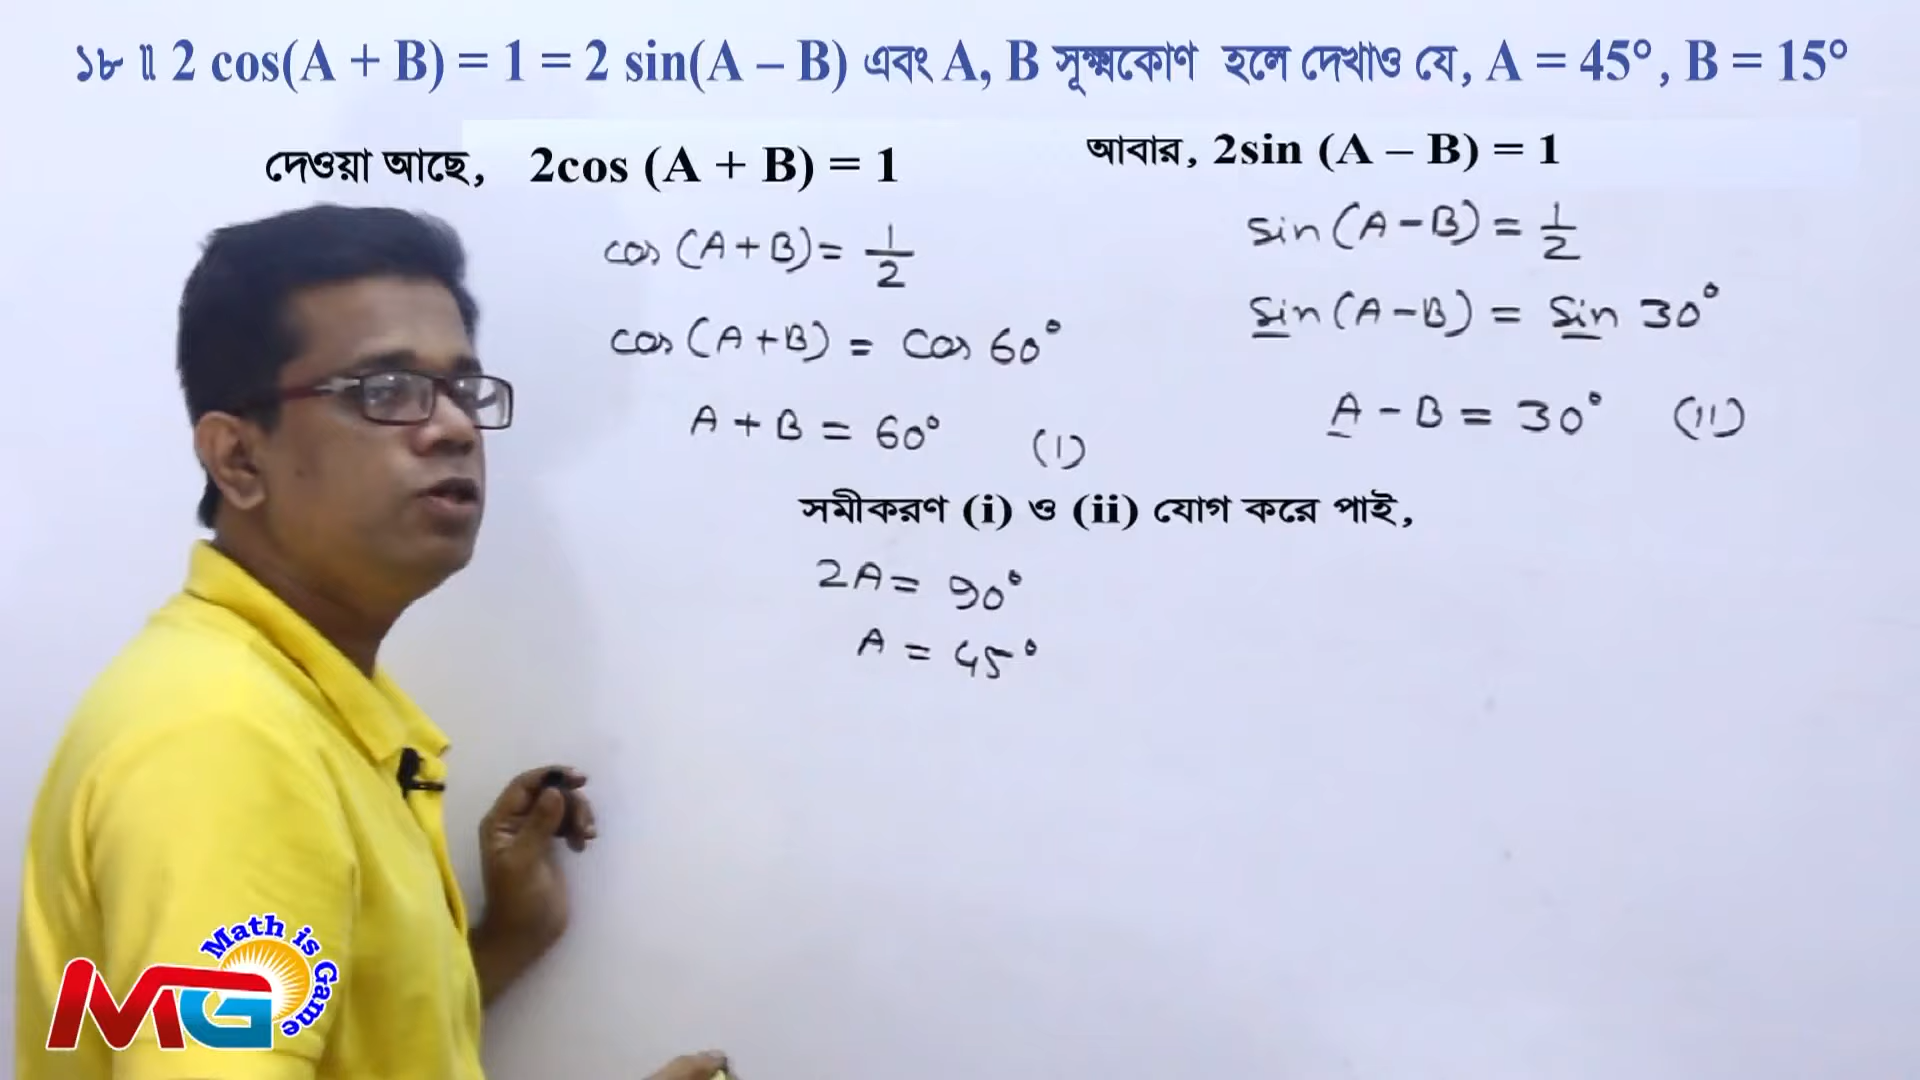 ১৮॥ 2 cos(A + B) = 1 = 2 sin(A – B) এবং A, B সূক্ষ্মকোণ হলে দেখাও যে, A = 45°, B = 15°
দেওয়া আছে, 2cos (A + B) = 1
cos (A+B) = 1/2
cos (A+B) = cos 60°
A + B = 60° (I)
আবার, 2sin (A – B) = 1
sin (A-B) = 1/2
sin (A-B) = sin 30°
A - B = 30° (II)
সমীকরণ (i) ও (ii) যোগ করে পাই,
2A = 90°
A = 45°
Math is Game
MG